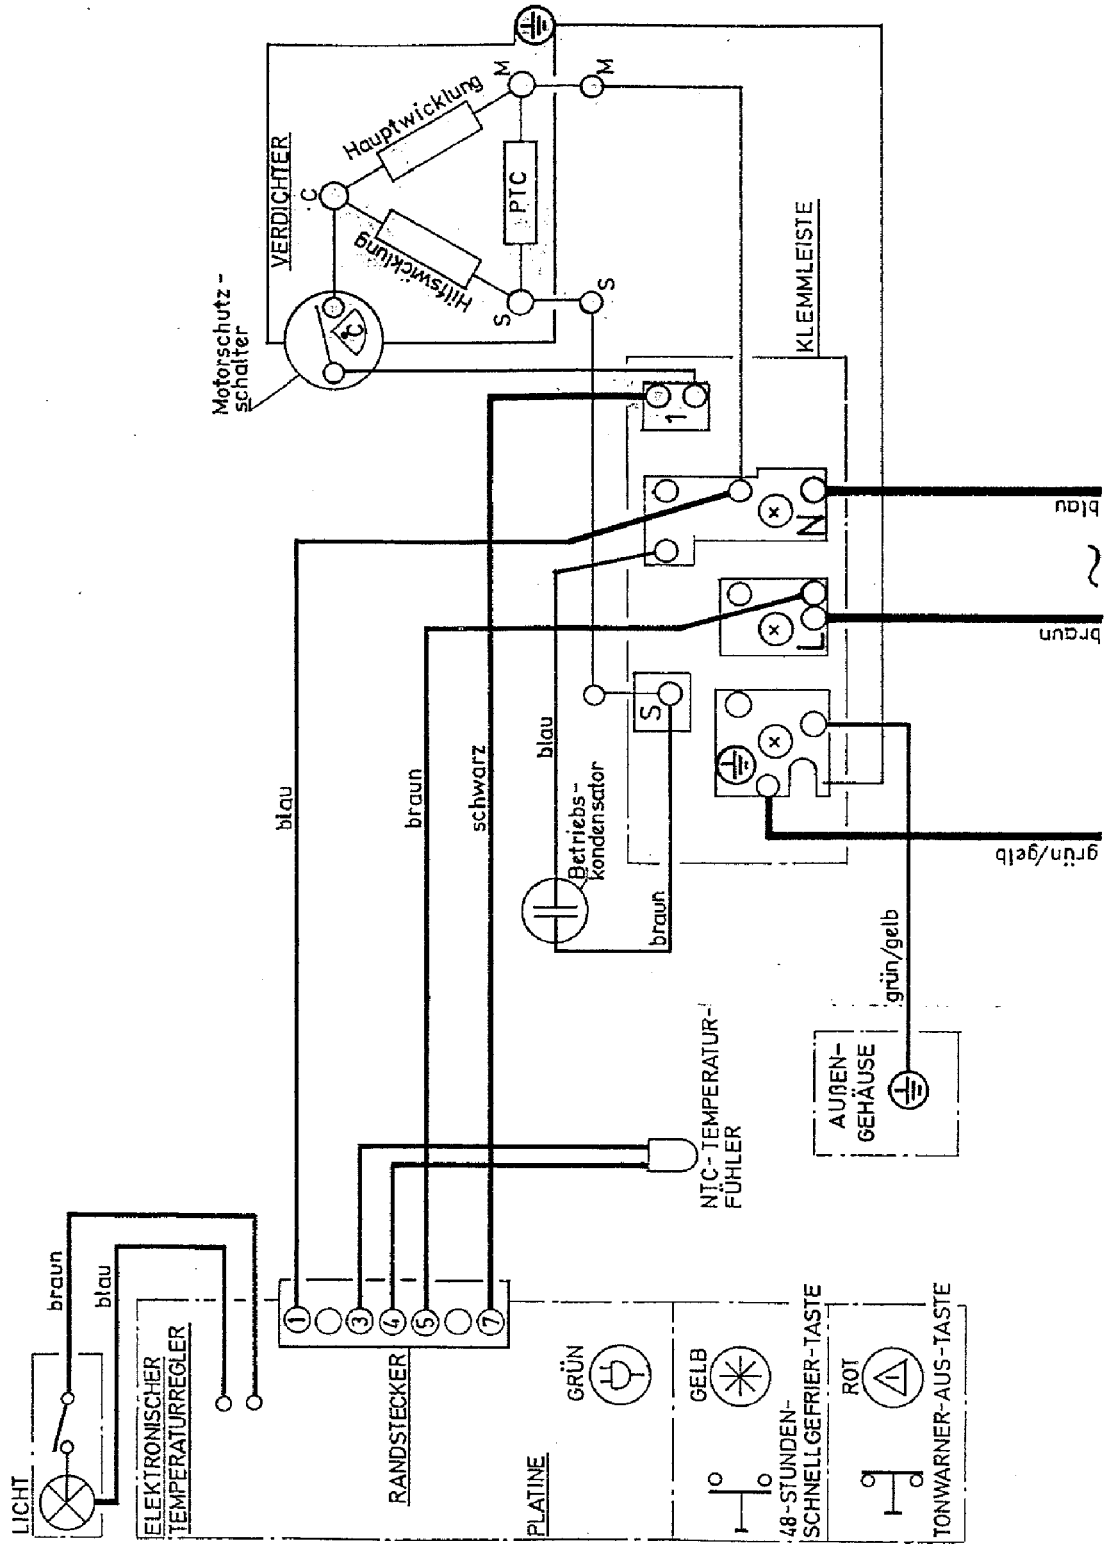 LICHT
braun
blau
ELEKTRONISCHER
TEMPERATURREGLER
1
3
4
5
7
RANDSTECKER
PLATINE
GRÜN
GELB
48-STUNDEN-
SCHNELLGEFRIER-TASTE
ROT
TONWARNER-AUS-TASTE
NTC-TEMPERATUR-
FÜHLER
AUßEN-
GEHÄUSE
grün/gelb
blau
braun
schwarz
blau
Betriebs-
kondensator
braun
grün/gelb
braun
~
blau
S
L
N
1
KLEMMLEISTE
Motorschutz-
schalter
°C
VERDICHTER
C
Hauptwicklung
Hilfswicklung
PTC
M
M
S
S